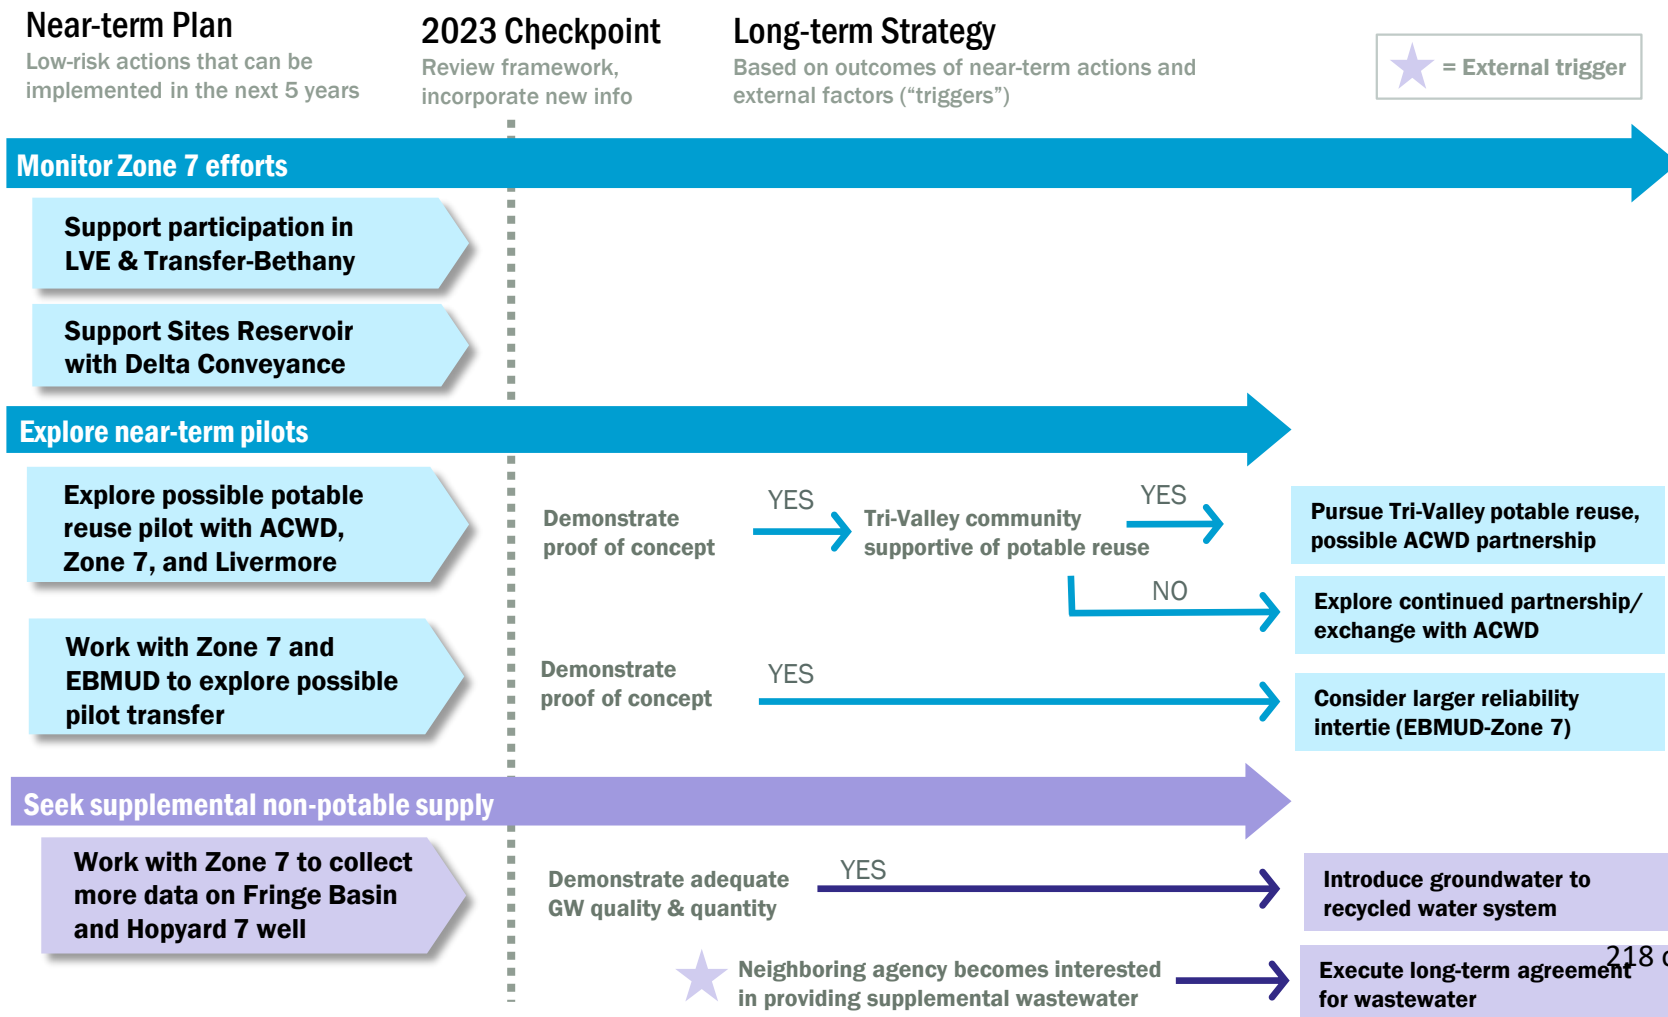 Near-term Plan
Low-risk actions that can be
implemented in the next 5 years
2023 Checkpoint
Review framework,
incorporate new info
Long-term Strategy
Based on outcomes of near-term actions and
external factors (“triggers”)
= External trigger
Monitor Zone 7 efforts
Support participation in
LVE & Transfer-Bethany
Support Sites Reservoir
with Delta Conveyance
Explore near-term pilots
Explore possible potable
reuse pilot with ACWD,
Zone 7, and Livermore
Demonstrate
proof of concept
YES
Tri-Valley community
supportive of potable reuse
YES
Pursue Tri-Valley potable reuse,
possible ACWD partnership
NO
Explore continued partnership/
exchange with ACWD
Work with Zone 7 and
EBMUD to explore possible
pilot transfer
Demonstrate
proof of concept
YES
Consider larger reliability
intertie (EBMUD-Zone 7)
Seek supplemental non-potable supply
Work with Zone 7 to collect
more data on Fringe Basin
and Hopyard 7 well
Demonstrate adequate
GW quality & quantity
YES
Introduce groundwater to
recycled water system
Neighboring agency becomes interested
in providing supplemental wastewater
Execute long-term agreement
for wastewater
218 o